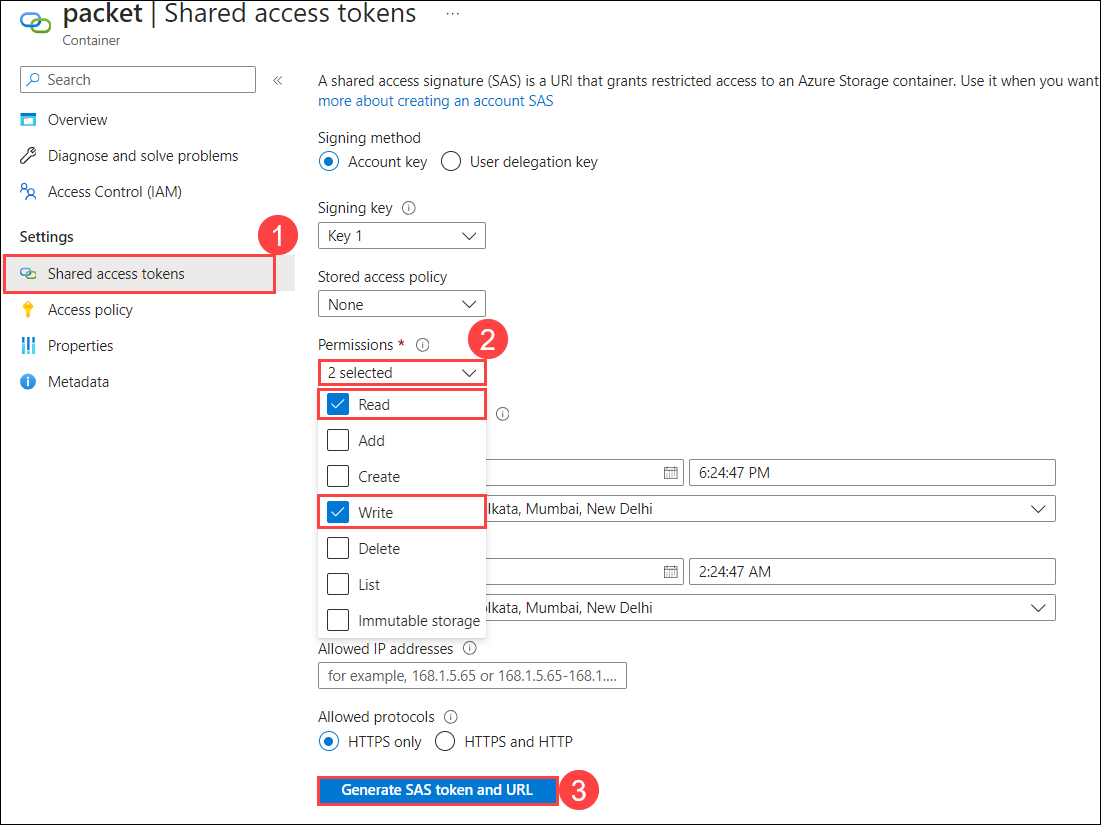 packet | Shared access tokens ...
Container
Search
«
Overview
Diagnose and solve problems
Access Control (IAM)
Settings
1
Shared access tokens
Access policy
Properties
Metadata
A shared access signature (SAS) is a URI that grants restricted access to an Azure Storage container. Use it when you want
more about creating an account SAS
Signing method
Account key User delegation key
Signing key
Key 1
Stored access policy
None
Permissions * 2
2 selected
Read
Add
Create
6:24:47 PM
Write lkata, Mumbai, New Delhi
Delete
2:24:47 AM
List
olkata, Mumbai, New Delhi
Immutable storage
Allowed IP addresses
for example, 168.1.5.65 or 168.1.5.65-168.1....
Allowed protocols
HTTPS only HTTPS and HTTP
Generate SAS token and URL 3